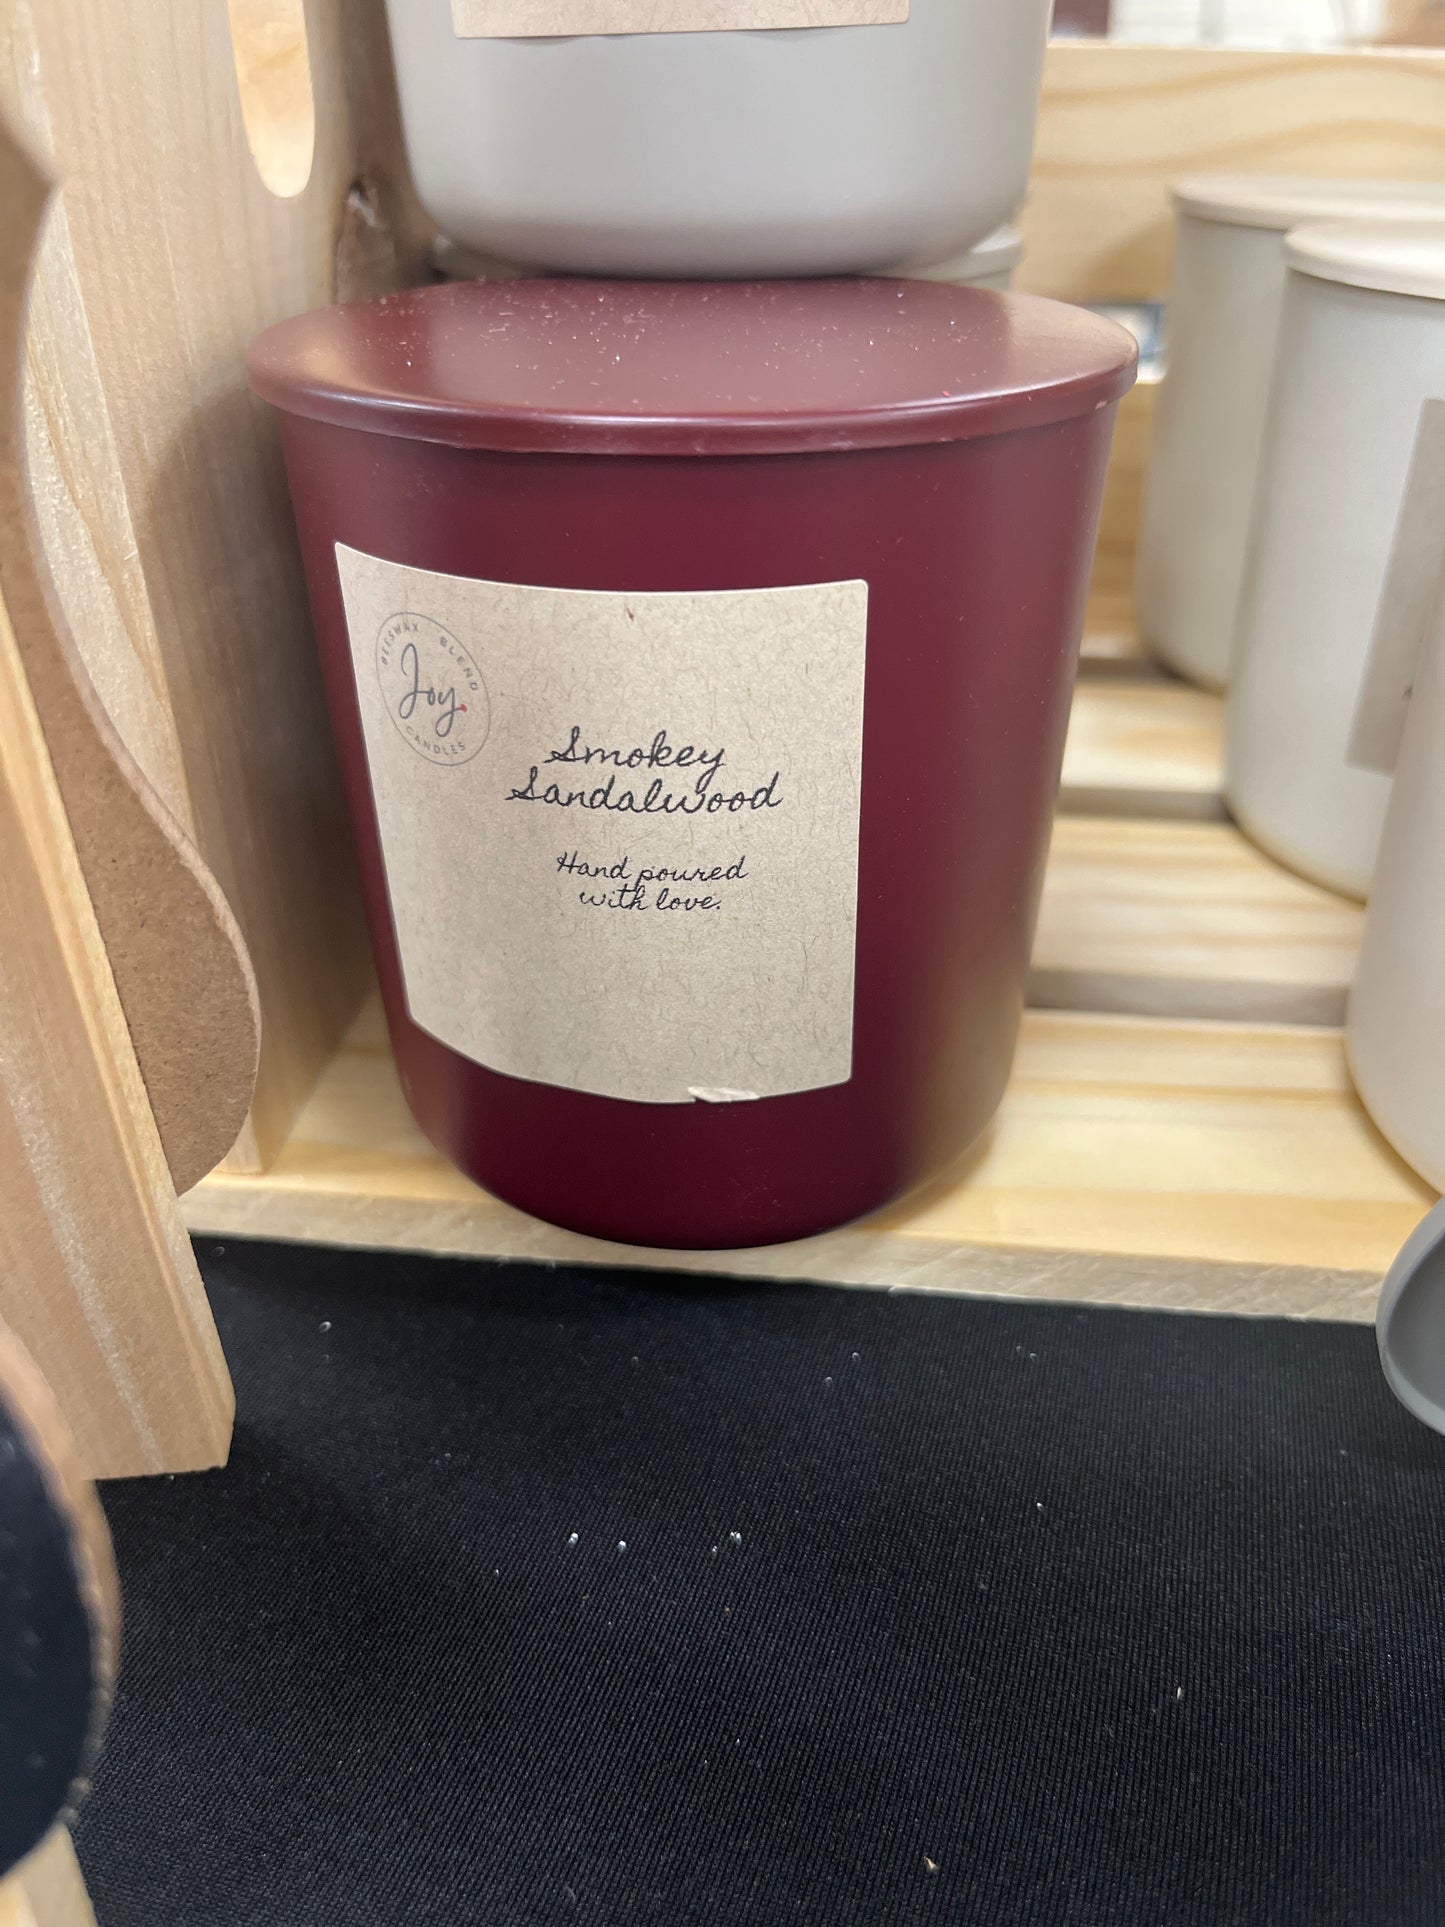 BEESWAX BLEND
Joy.
CANDLES
Smokey
Sandalwood
Hand poured
with love.